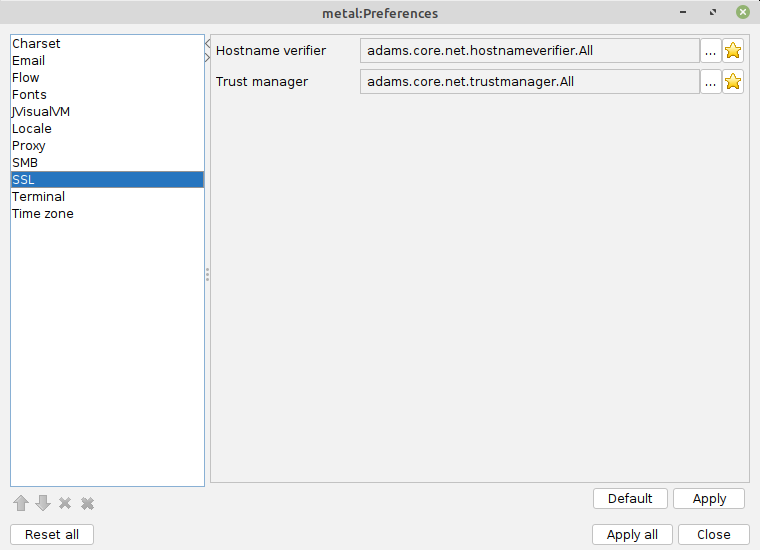 metal:Preferences
Charset
Email
Flow
Fonts
JVisualVM
Locale
Proxy
SMB
SSL
Terminal
Time zone
Hostname verifier adams.core.net.hostnameverifier.All ...
Trust manager adams.core.net.trustmanager.All ...
Default Apply
Reset all Apply all Close